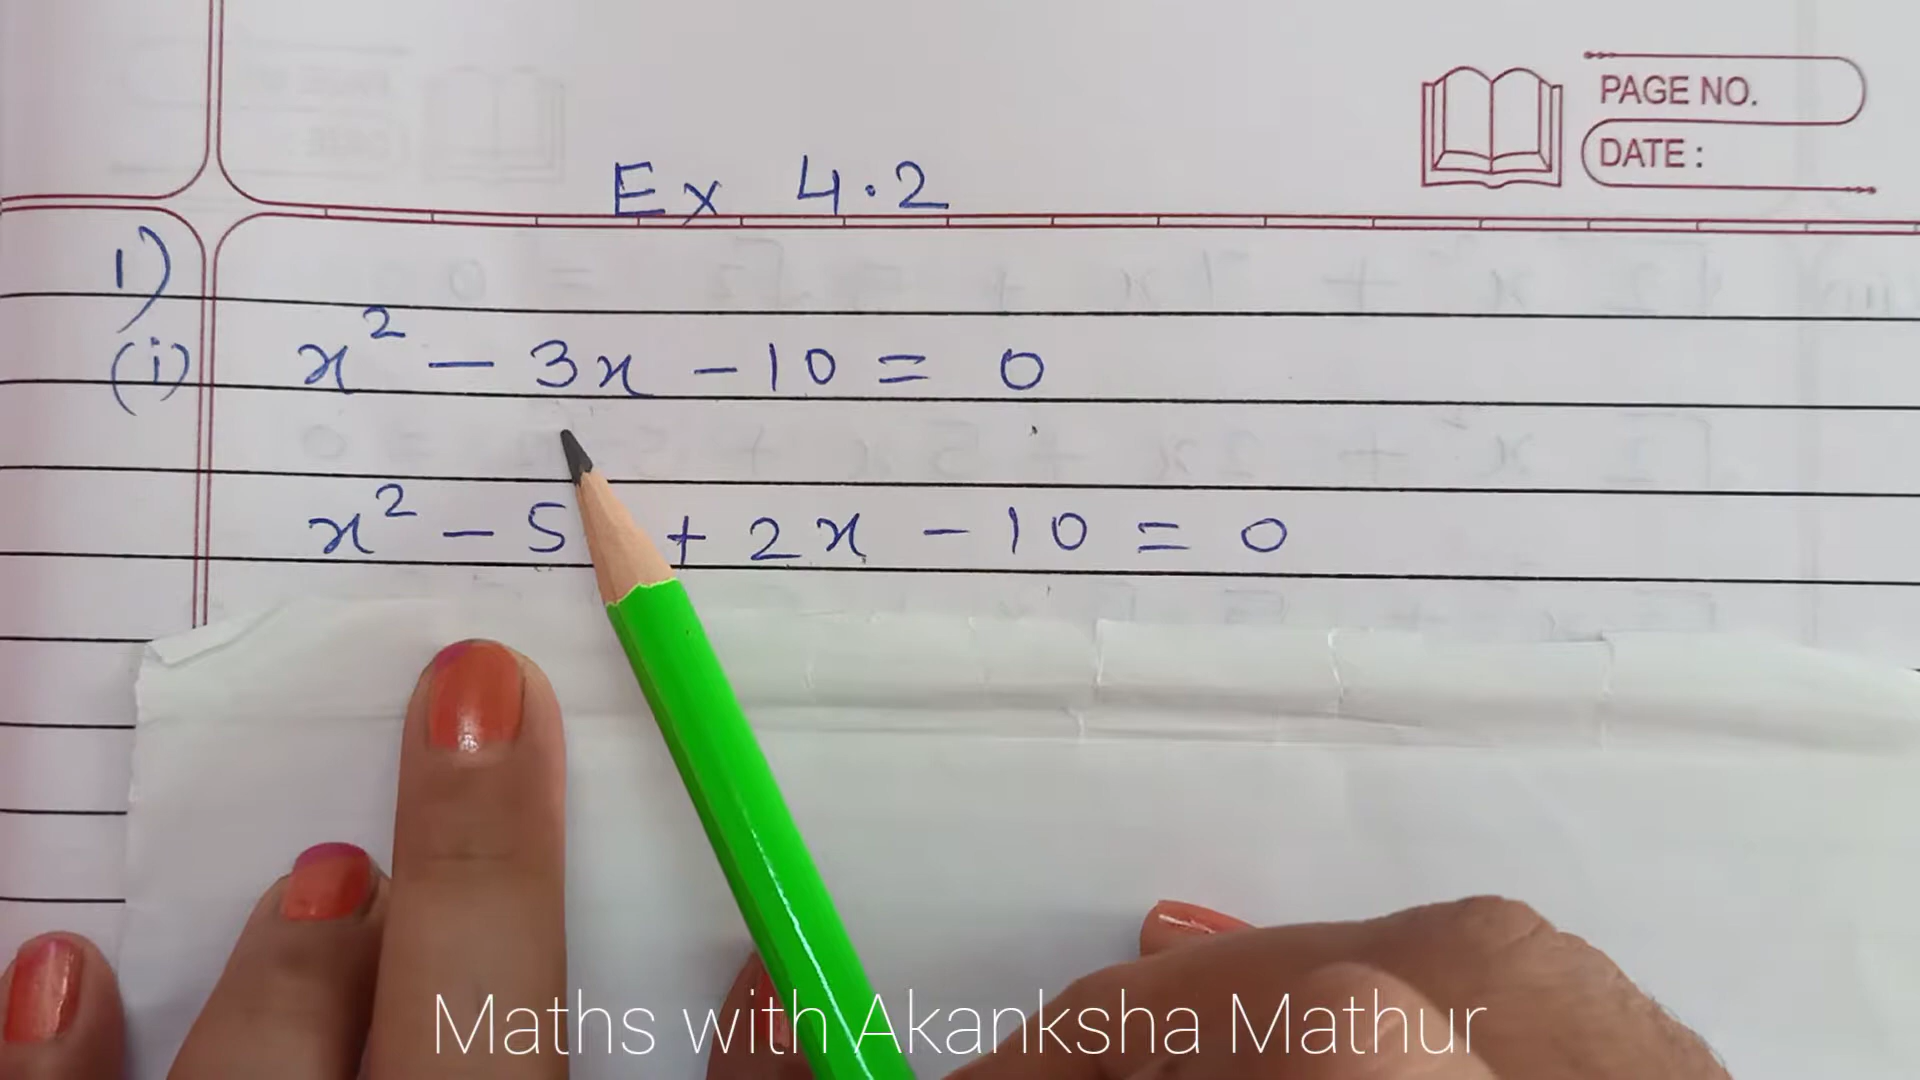 PAGE NO.
DATE :
Ex 4.2
1)
(i) x² - 3x - 10 = 0
x² - 5 + 2x - 10 = 0
Maths with Akanksha Mathur